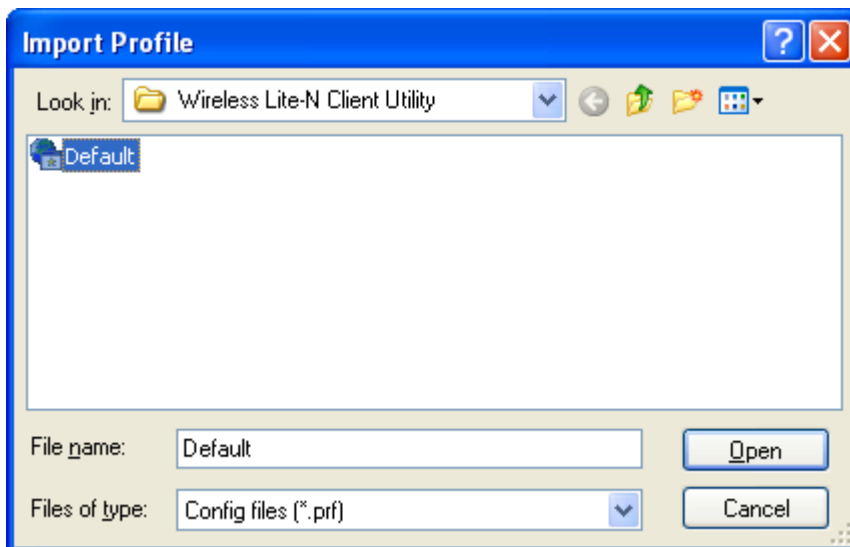 Import Profile
Look in: Wireless Lite-N Client Utility
Default
File name: Default
Open
Files of type: Config files (*.prf)
Cancel